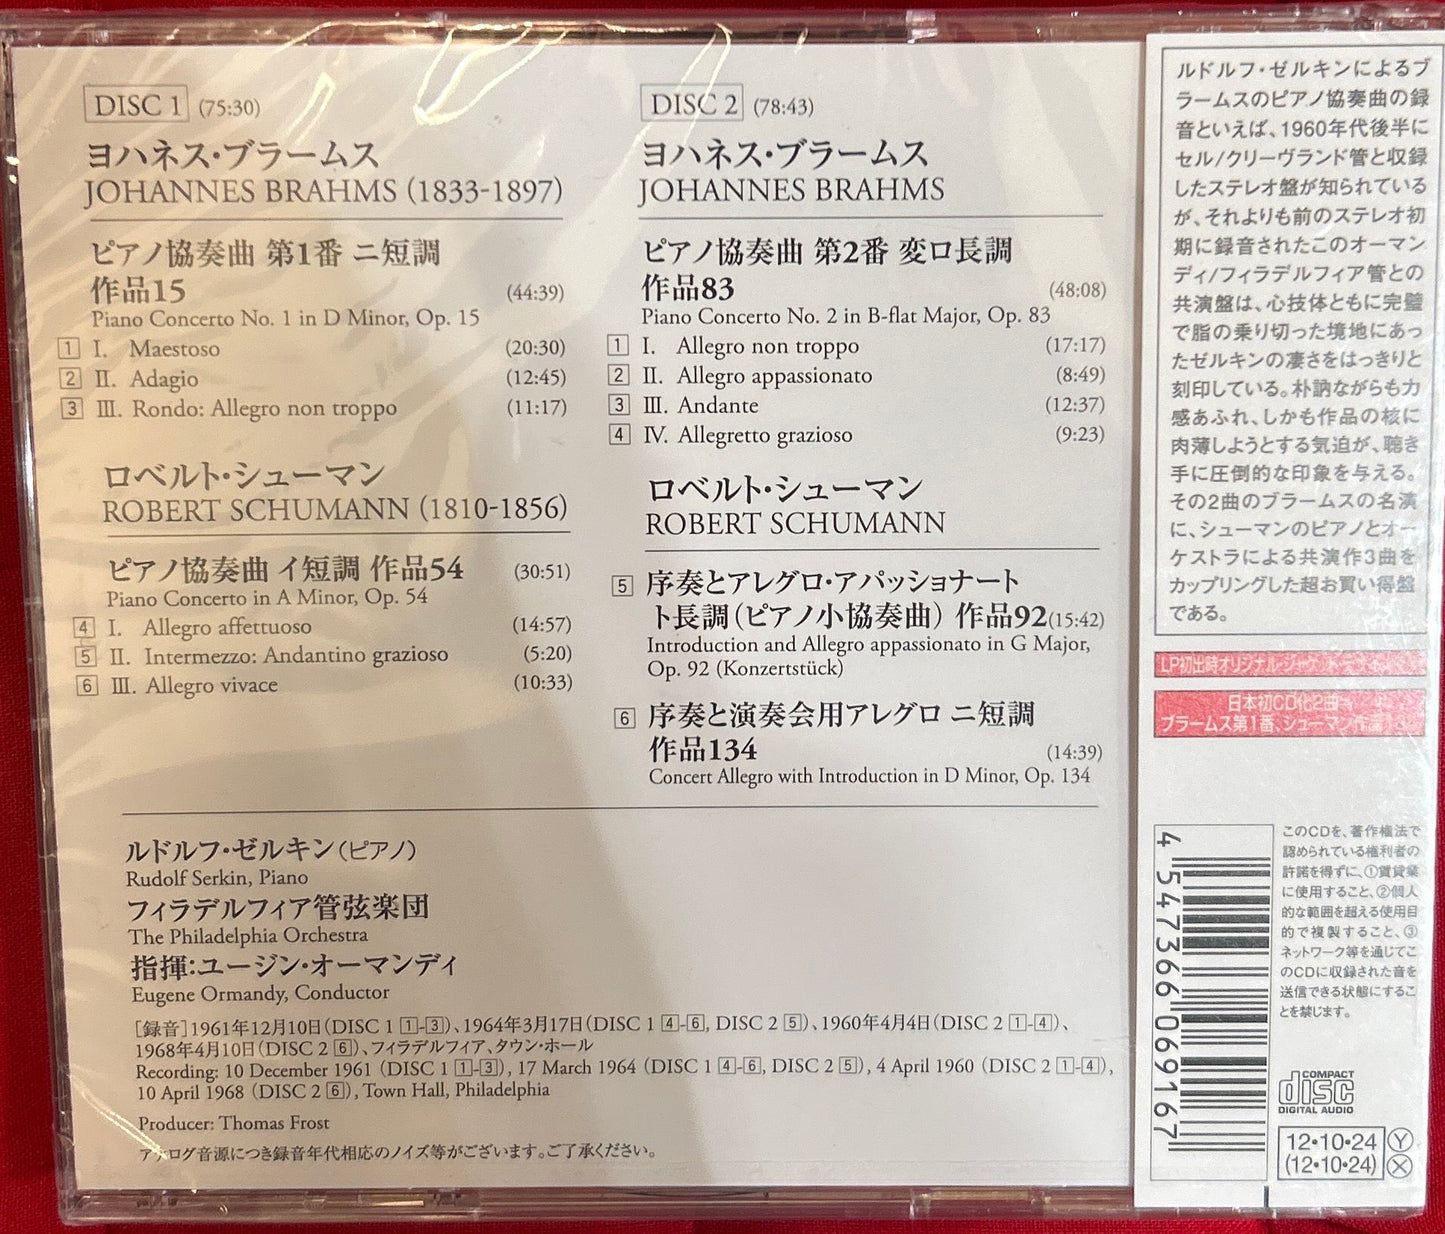 DISC 1 (75:30)
ヨハネス・ブラームス
JOHANNES BRAHMS (1833-1897)
ピアノ協奏曲 第1番 ニ短調
作品15 (44:39)
Piano Concerto No. 1 in D Minor, Op. 15
1 I. Maestoso (20:30)
2 II. Adagio (12:45)
3 III. Rondo: Allegro non troppo (11:17)
ロベルト・シューマン
ROBERT SCHUMANN (1810-1856)
ピアノ協奏曲 イ短調 作品54 (30:51)
Piano Concerto in A Minor, Op. 54
4 I. Allegro affettuoso (14:57)
5 II. Intermezzo: Andantino grazioso (5:20)
6 III. Allegro vivace (10:33)
DISC 2 (78:43)
ヨハネス・ブラームス
JOHANNES BRAHMS
ピアノ協奏曲 第2番 変ロ長調
作品83 (48:08)
Piano Concerto No. 2 in B-flat Major, Op. 83
1 I. Allegro non troppo (17:17)
2 II. Allegro appassionato (8:49)
3 III. Andante (12:37)
4 IV. Allegretto grazioso (9:23)
ロベルト・シューマン
ROBERT SCHUMANN
5 序奏とアレグロ・アパッショナート
ト長調(ピアノ小協奏曲) 作品92 (15:42)
Introduction and Allegro appassionato in G Major,
Op. 92 (Konzertstück)
6 序奏と演奏会用アレグロ ニ短調
作品134 (14:39)
Concert Allegro with Introduction in D Minor, Op. 134
ルドルフ・ゼルキン(ピアノ)
Rudolf Serkin, Piano
フィラデルフィア管弦楽団
The Philadelphia Orchestra
指揮:ユージン・オーマンディ
Eugene Ormandy, Conductor
[録音]1961年12月10日(DISC 1 1-3)、1964年3月17日(DISC 1 4-6, DISC 2 5)、1960年4月4日(DISC 2 1-4)、
1968年4月10日(DISC 2 6)、フィラデルフィア、タウン・ホール
Recording: 10 December 1961 (DISC 1 1-3), 17 March 1964 (DISC 1 4-6, DISC 2 5), 4 April 1960 (DISC 2 1-4),
10 April 1968 (DISC 2 6), Town Hall, Philadelphia
Producer: Thomas Frost
アナログ音源につき録音年代相応のノイズ等がございます。ご了承ください。
ルドルフ・ゼルキンによるブ
ラームスのピアノ協奏曲の録
音といえば、1960年代後半に
セル/クリーヴランド管と収録
したステレオ盤が知られている
が、それよりも前のステレオ初
期に録音されたこのオーマン
ディ/フィラデルフィア管との
共演盤は、心技体ともに完璧
で脂の乗り切った境地にあっ
たゼルキンの凄さをはっきりと
刻印している。朴訥ながらも力
感あふれ、しかも作品の核に
肉薄しようとする気迫が、聴き
手に圧倒的な印象を与える。
その2曲のブラームスの名演
に、シューマンのピアノとオー
ケストラによる共演作3曲を
カップリングした超お買い得盤
である。
LP初出時オリジナル・ジャケット
日本初CD化2曲
ブラームス第1番、シューマン作品
このCDを、著作権法で
認められている権利者の
許諾を得ずに、①賃貸業
に使用すること、②個人
的な範囲を超える使用目
的で複製すること、③
ネットワーク等を通じてこ
のCDに収録された音を
送信できる状態にするこ
とを禁じます。
4 547366 069167
COMPACT
disc
DIGITAL AUDIO
12・10・24 Y
(12・10・24) X